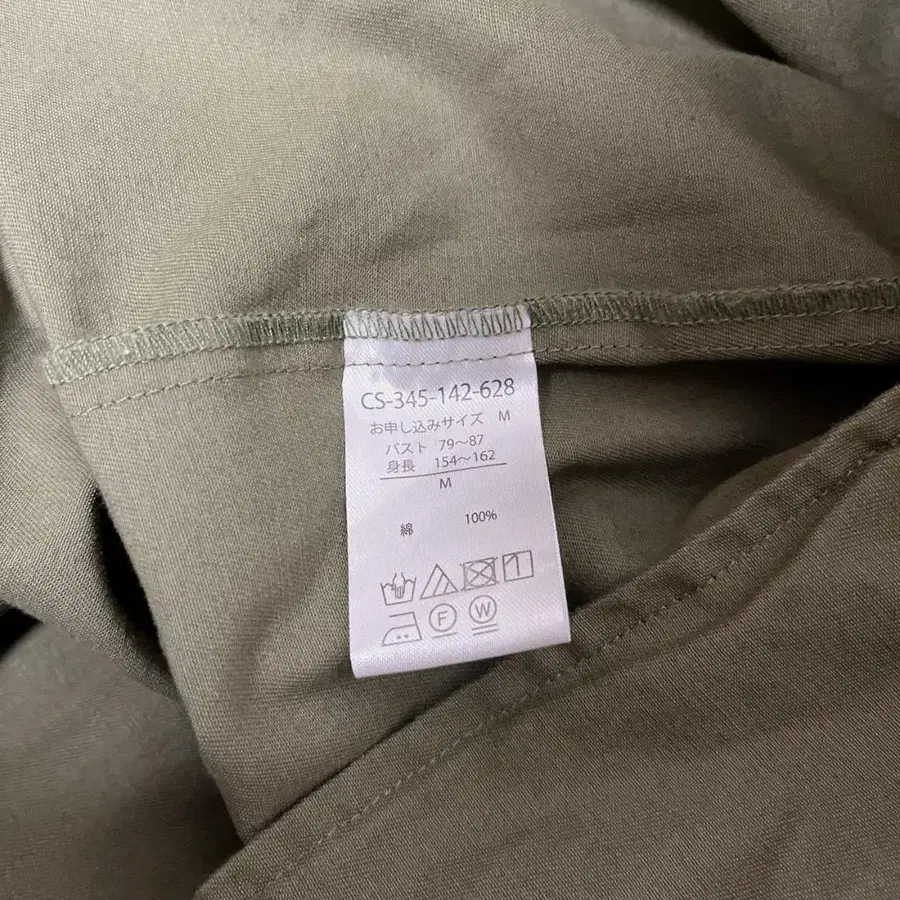 CS-345-142-628
お申し込みサイズ M
バスト 79～87
身長 154～162
M
綿 100%
F W